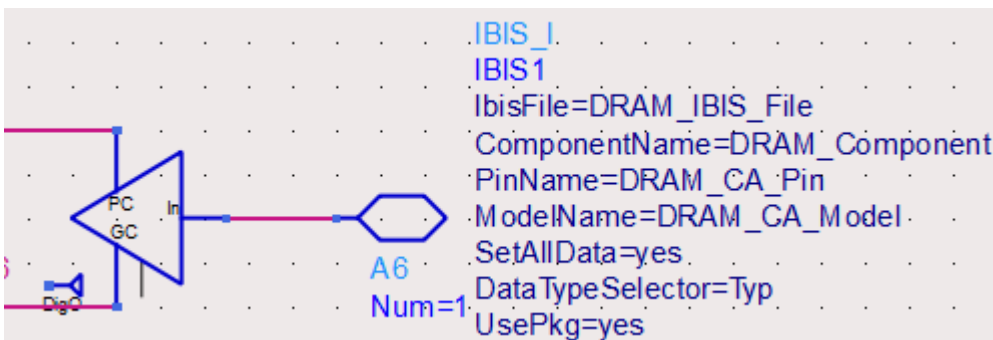 IBIS_I
IBIS1
IbisFile=DRAM_IBIS_File
ComponentName=DRAM_Component
PinName=DRAM_CA_Pin
ModelName=DRAM_CA_Model
SetAllData=yes
DataTypeSelector=Typ
UsePkg=yes
PC
In
GC
A6
Num=1
DigO